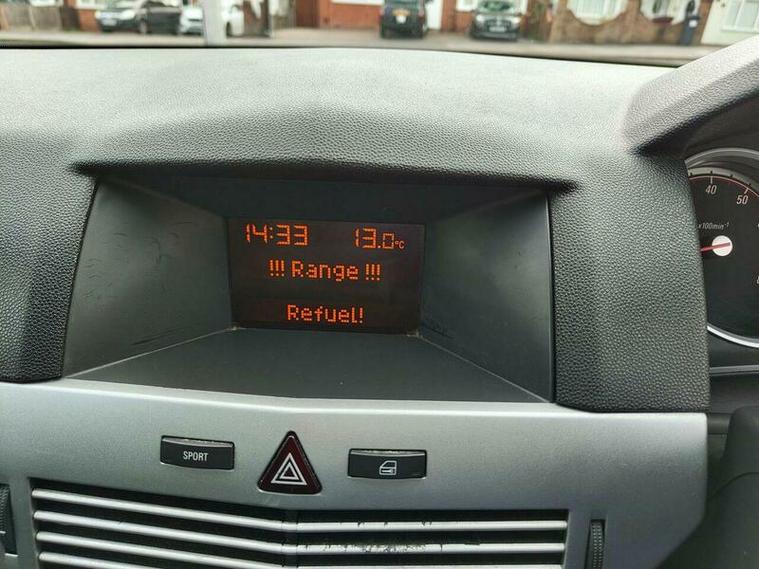 14:33 13.0°C
!!! Range !!!
Refuel!
40
50
x100min⁻¹
SPORT